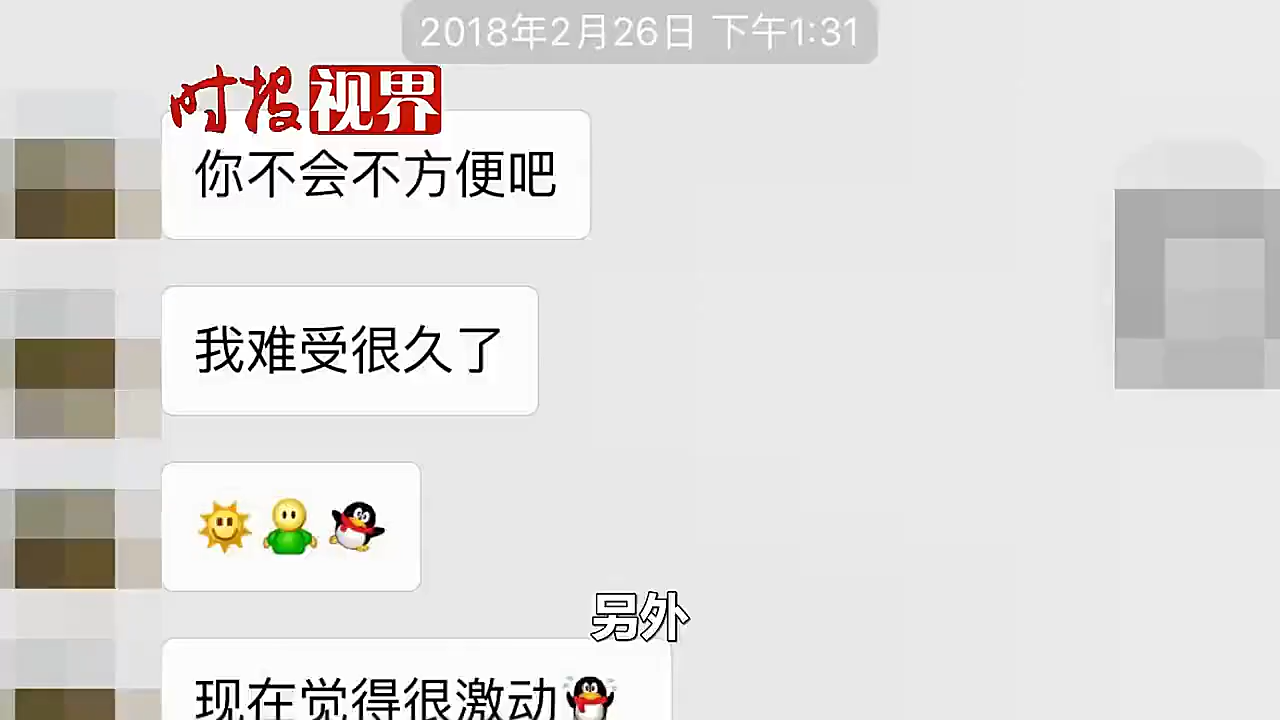 2018年2月26日 下午1:31
时报视界
你不会不方便吧
我难受很久了
另外
现在觉得很激动